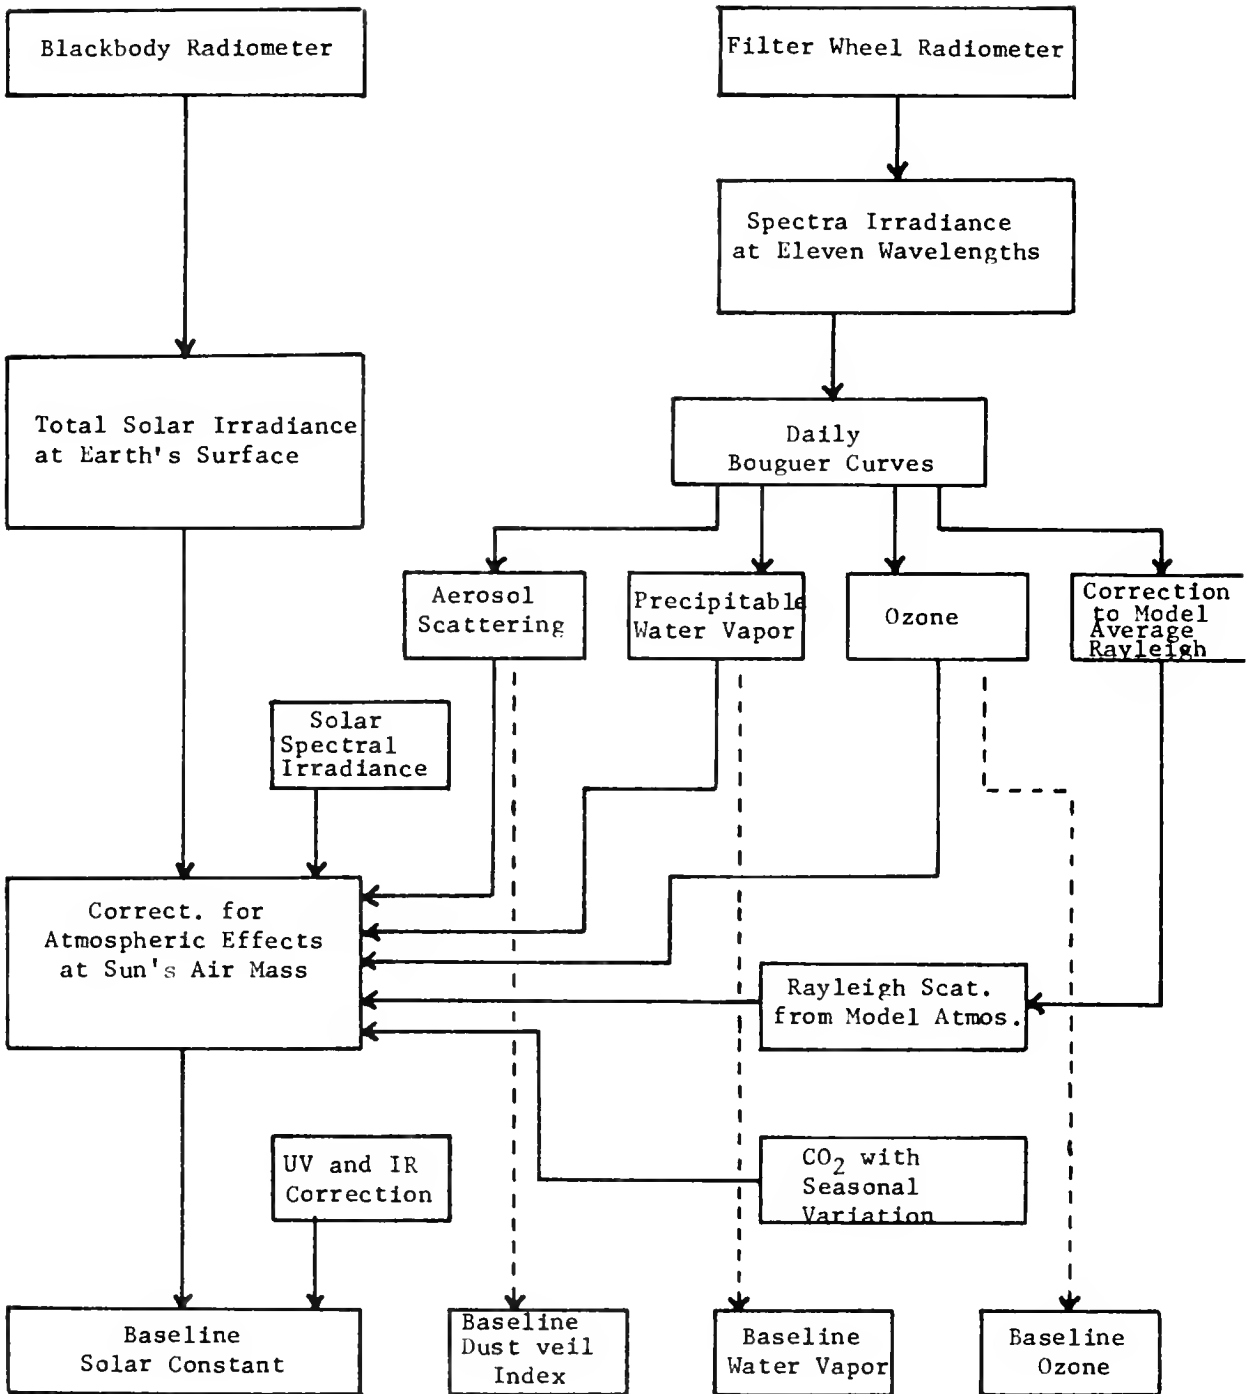 Blackbody Radiometer
Filter Wheel Radiometer
Spectra Irradiance
at Eleven Wavelengths
Total Solar Irradiance
at Earth's Surface
Daily
Bouguer Curves
Aerosol
Scattering
Precipitable
Water Vapor
Ozone
Correction
to Model
Average
Rayleigh
Solar
Spectral
Irradiance
Correct. for
Atmospheric Effects
at Sun's Air Mass
Rayleigh Scat.
from Model Atmos.
UV and IR
Correction
CO2 with
Seasonal
Variation
Baseline
Solar Constant
Baseline
Dust veil
Index
Baseline
Water Vapor
Baseline
Ozone